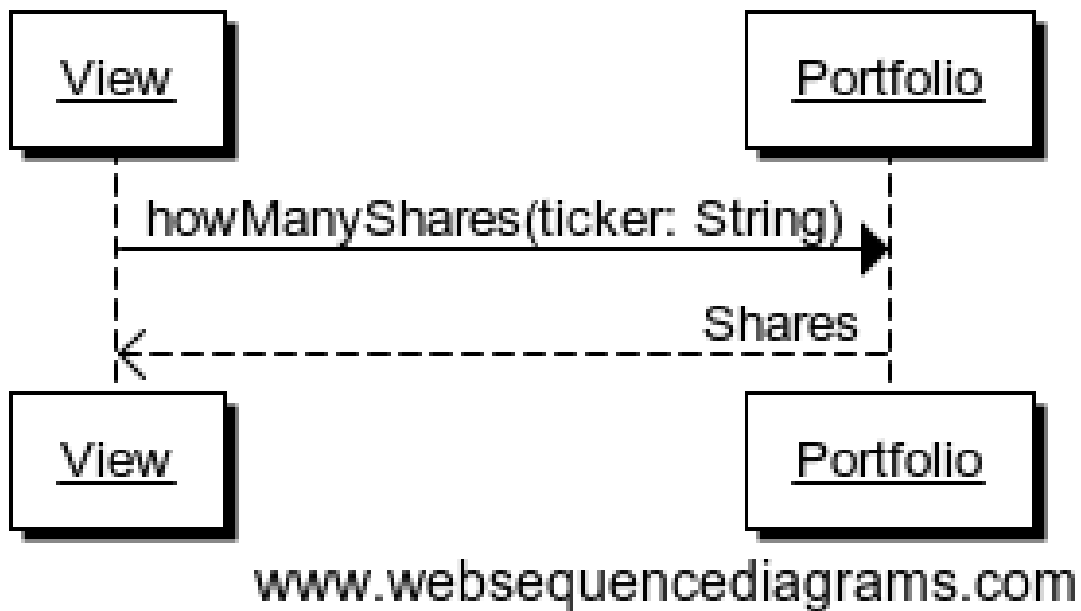 View
Portfolio
howManyShares(ticker: String)
Shares
View
Portfolio
www.websequencediagrams.com